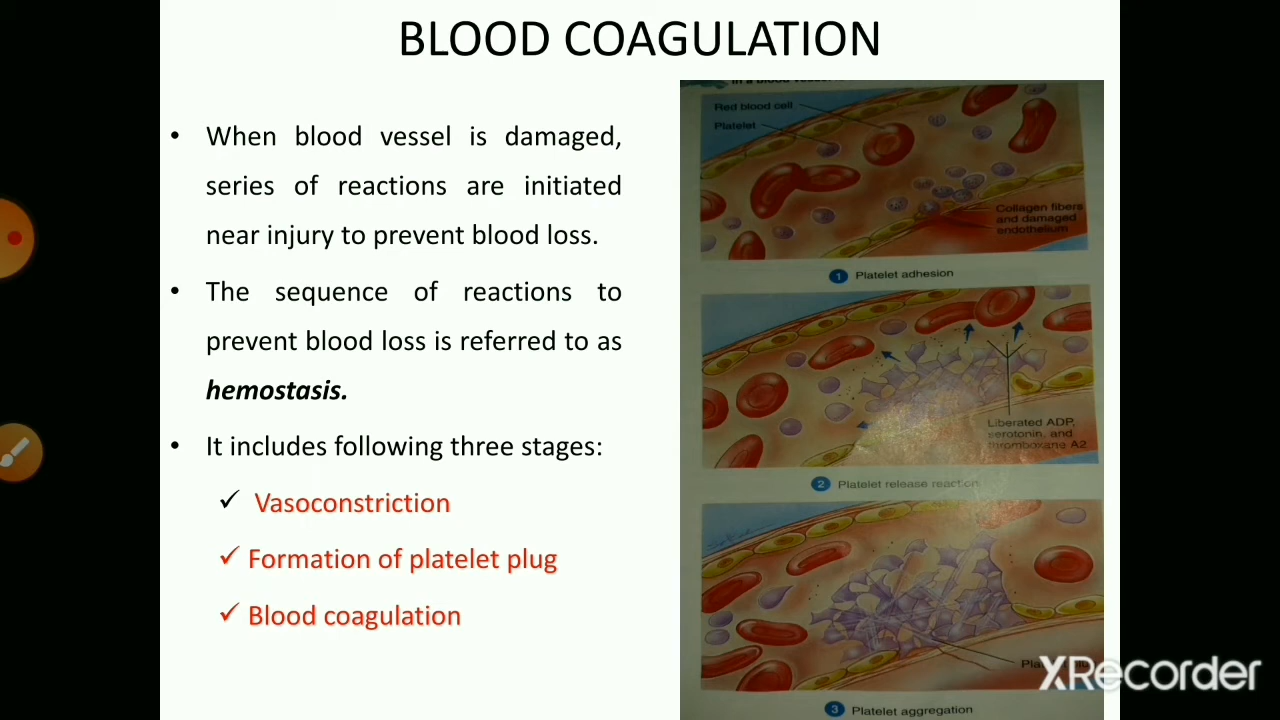 BLOOD COAGULATION
• When blood vessel is damaged,
series of reactions are initiated
near injury to prevent blood loss.
• The sequence of reactions to
prevent blood loss is referred to as
hemostasis.
• It includes following three stages:
✓ Vasoconstriction
✓ Formation of platelet plug
✓ Blood coagulation
Red blood cell
Platelet
Collagen fibers
and damaged
endothelium
1 Platelet adhesion
Liberated ADP,
serotonin, and
thromboxane A2
2 Platelet release reaction
3 Platelet aggregation
XRecorder